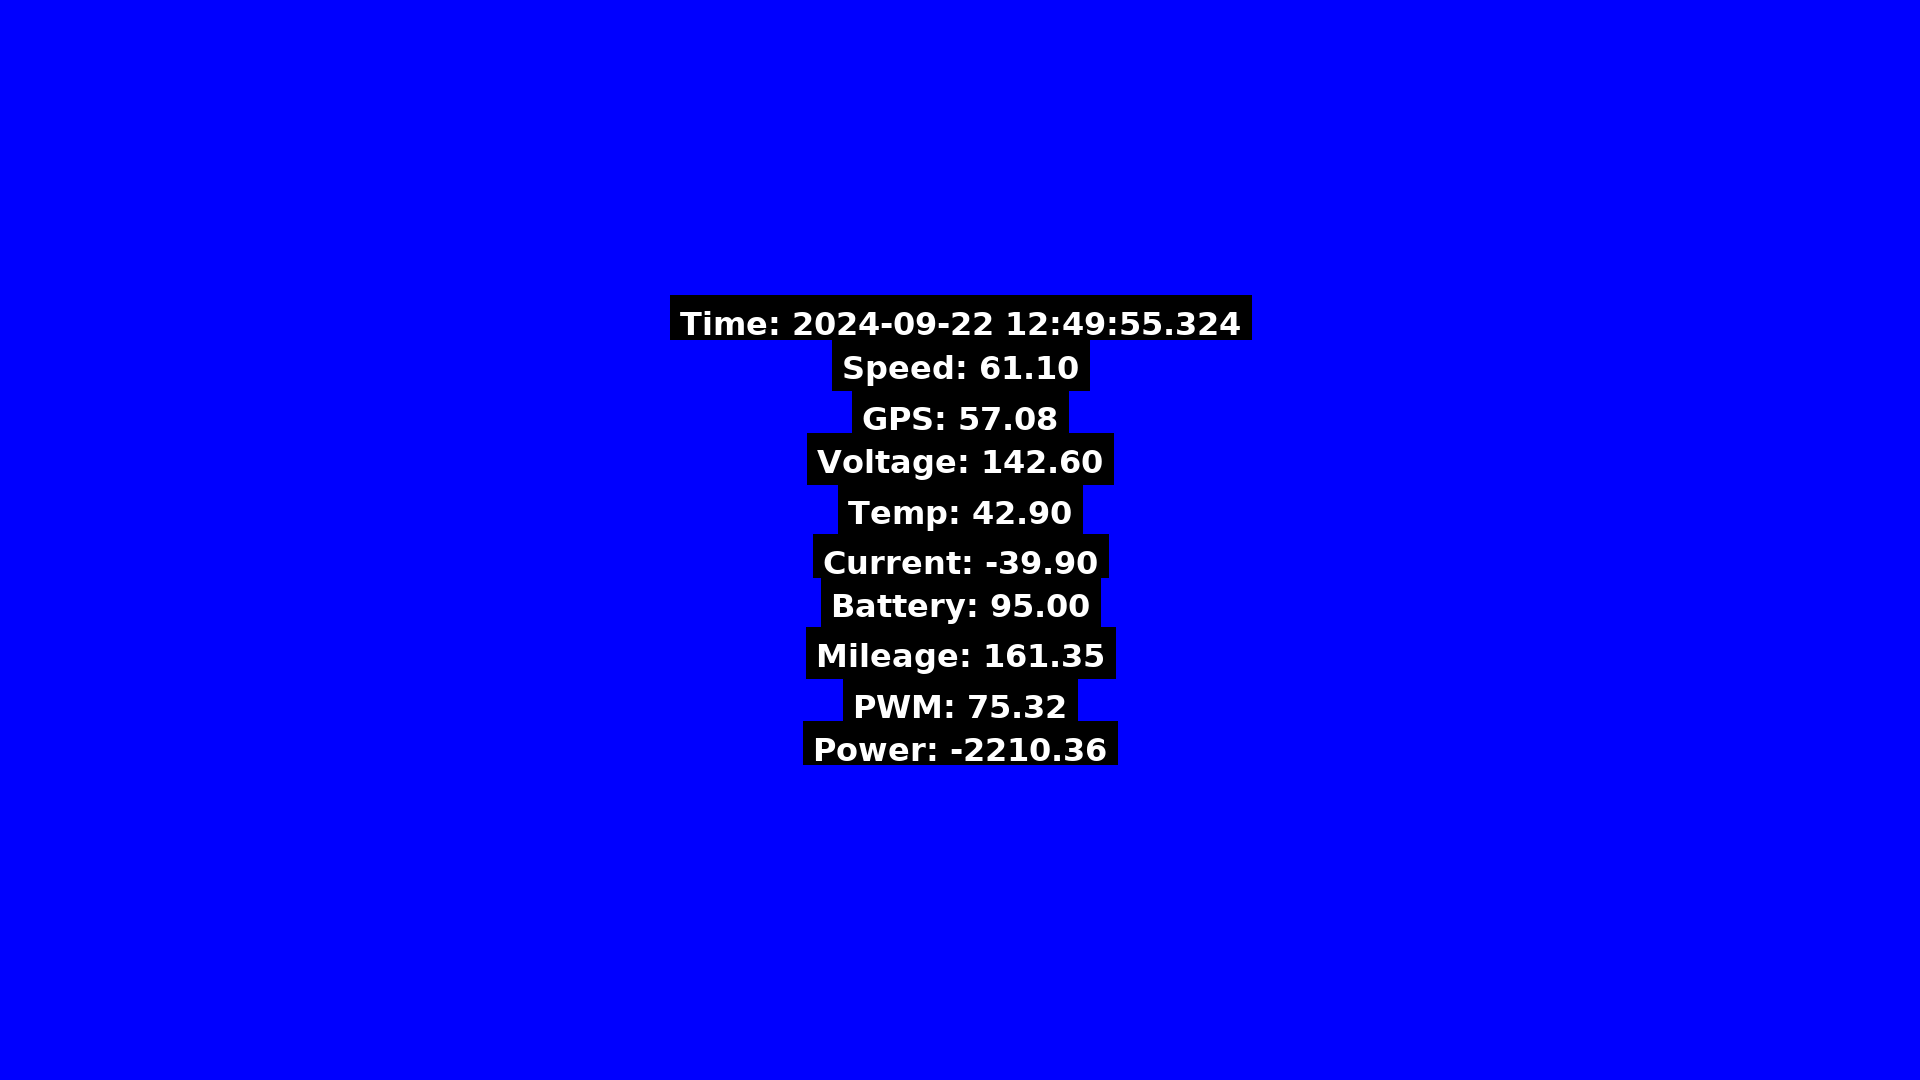 Time: 2024-09-22 12:49:55.324
Speed: 61.10
GPS: 57.08
Voltage: 142.60
Temp: 42.90
Current: -39.90
Battery: 95.00
Mileage: 161.35
PWM: 75.32
Power: -2210.36